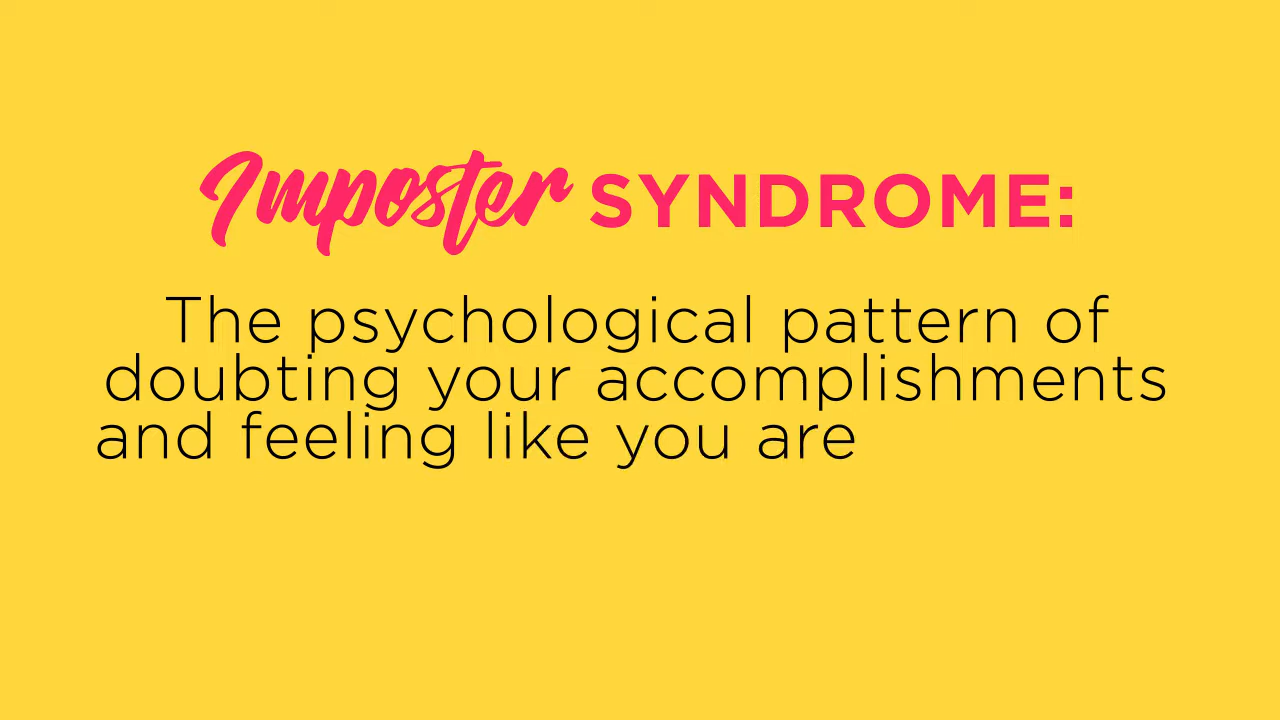 Imposter SYNDROME:
The psychological pattern of
doubting your accomplishments
and feeling like you are